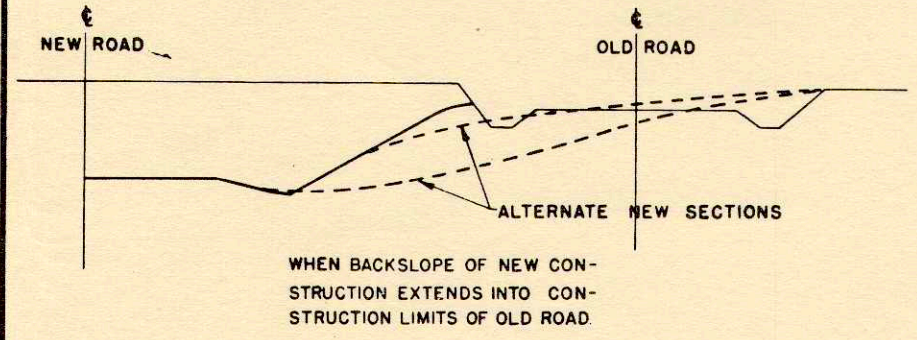 ℄ ℄
NEW ROAD OLD ROAD
ALTERNATE NEW SECTIONS
WHEN BACKSLOPE OF NEW CON-
STRUCTION EXTENDS INTO CON-
STRUCTION LIMITS OF OLD ROAD.